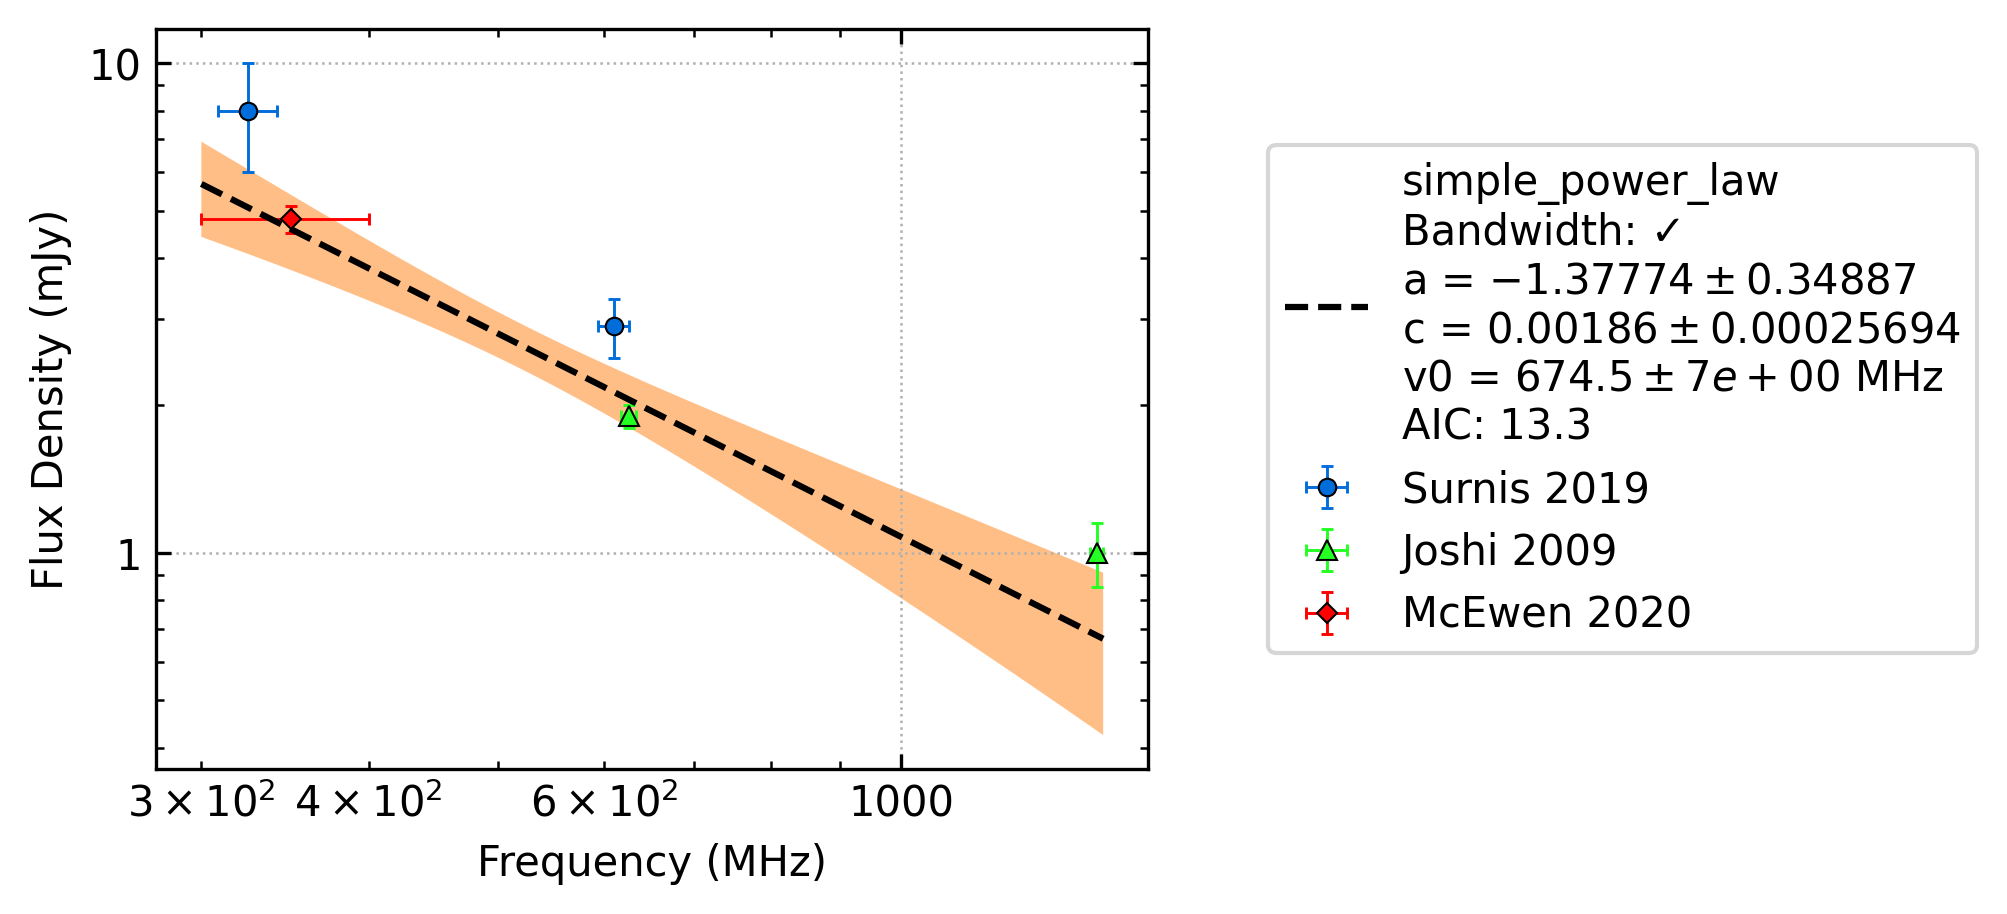 10
1
Flux Density (mJy)
3 × 10² 4 × 10² 6 × 10² 1000
Frequency (MHz)
simple_power_law
Bandwidth: ✓
a = −1.37774 ± 0.34887
c = 0.00186 ± 0.00025694
v0 = 674.5 ± 7e + 00 MHz
AIC: 13.3
Surnis 2019
Joshi 2009
McEwen 2020